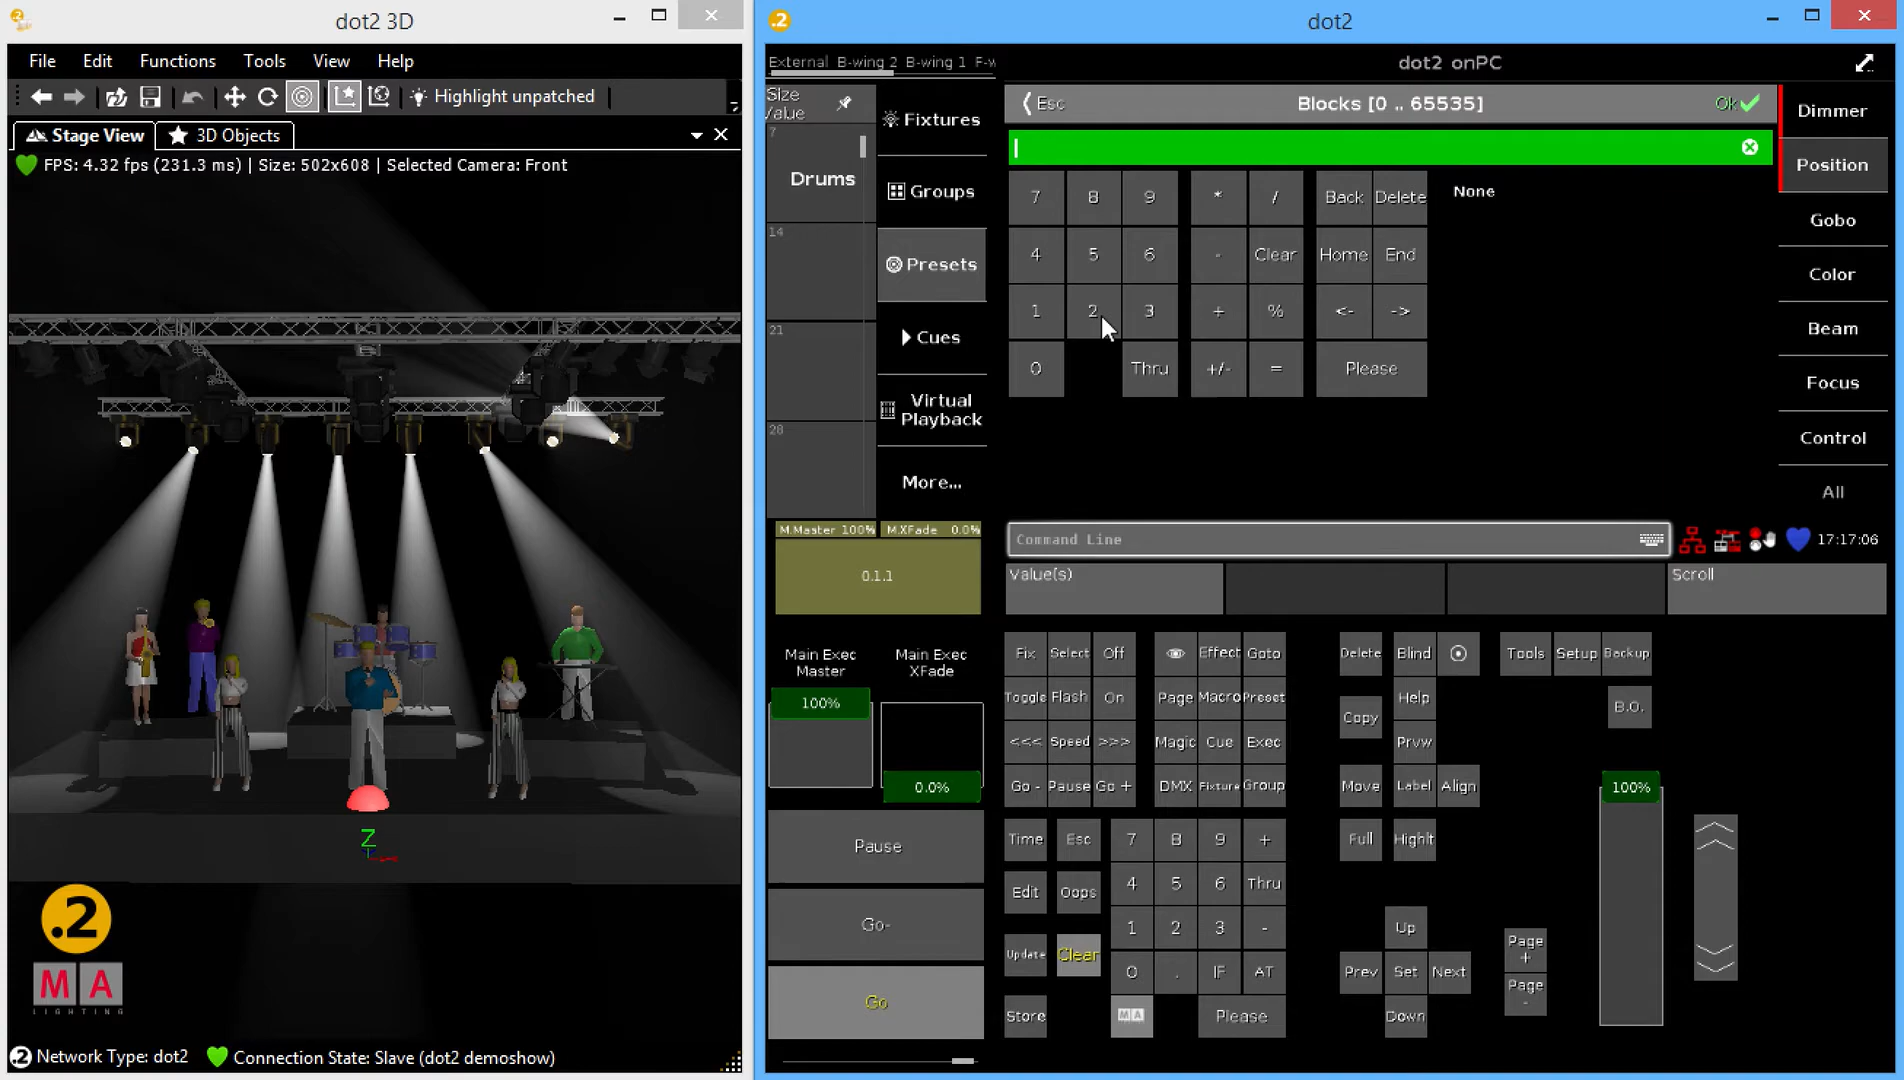 dot2 3D
File Edit Functions Tools View Help
Highlight unpatched
Stage View 3D Objects
FPS: 4.32 fps (231.3 ms) | Size: 502x608 | Selected Camera: Front
Z
.2
MA
LIGHTING
.2 Network Type: dot2 Connection State: Slave (dot2 demoshow)
.2 dot2
External B-wing 2 B-wing 1 F-w
dot2 onPC
Size
Value
7
Drums
14
21
28
Fixtures
Groups
Presets
Cues
Virtual
Playback
More...
Esc Blocks [0 .. 65535] Ok
7 8 9 * / Back Delete
4 5 6 - Clear Home End
1 2 3 + % <- ->
0 Thru +/- = Please
None
Dimmer
Position
Gobo
Color
Beam
Focus
Control
All
M.Master 100% M.XFade 0.0%
0.1.1
Command Line
17:17:06
Value(s) Scroll
Main Exec
Master
Main Exec
XFade
100%
0.0%
Pause
Go-
Go
Fix Select Off Effect Goto Delete Blind Tools Setup Backup
Toggle Flash On Page Macro Preset Copy Help B.O.
<<< Speed >>> Magic Cue Exec Prvw
Go - Pause Go + DMX Fixture Group Move Label Align 100%
Time Esc 7 8 9 + Full Highlt
Edit Oops 4 5 6 Thru
Update Clear 1 2 3 - Up Page
+
0 . IF AT Prev Set Next Page
-
Store MA Please Down